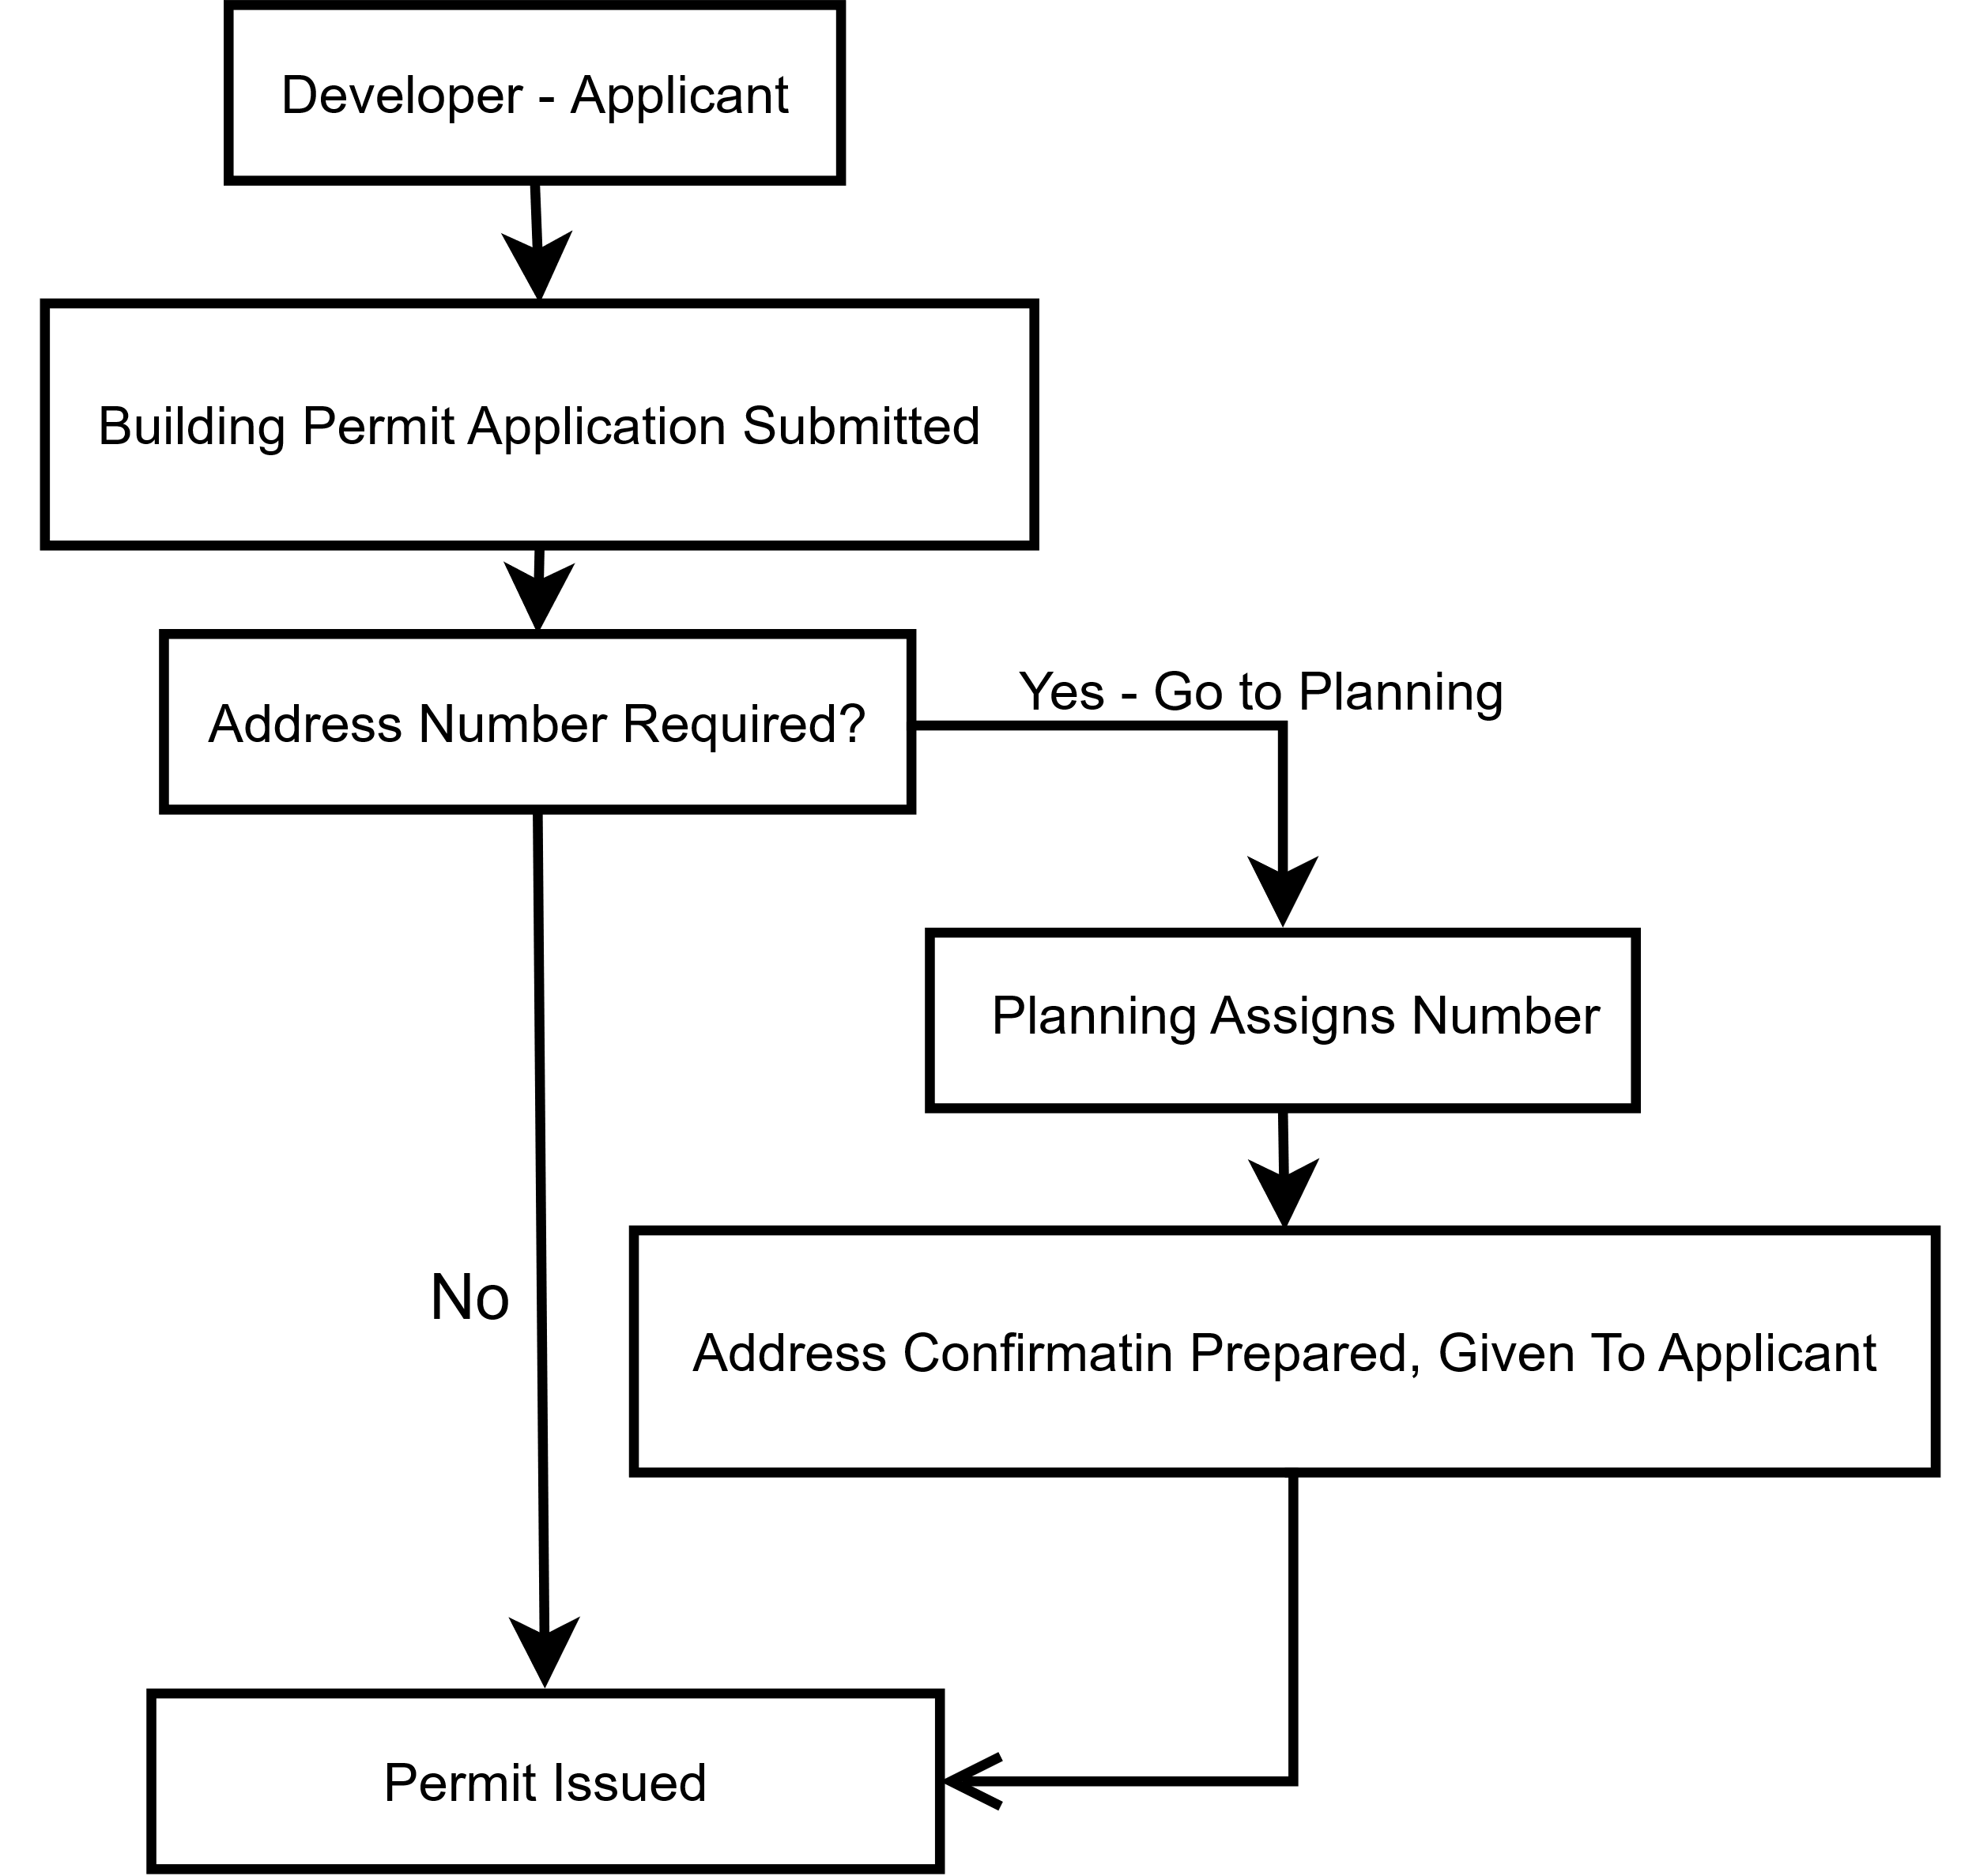 Developer - Applicant
Building Permit Application Submitted
Address Number Required?
Yes - Go to Planning
Planning Assigns Number
No
Address Confirmatin Prepared, Given To Applicant
Permit Issued